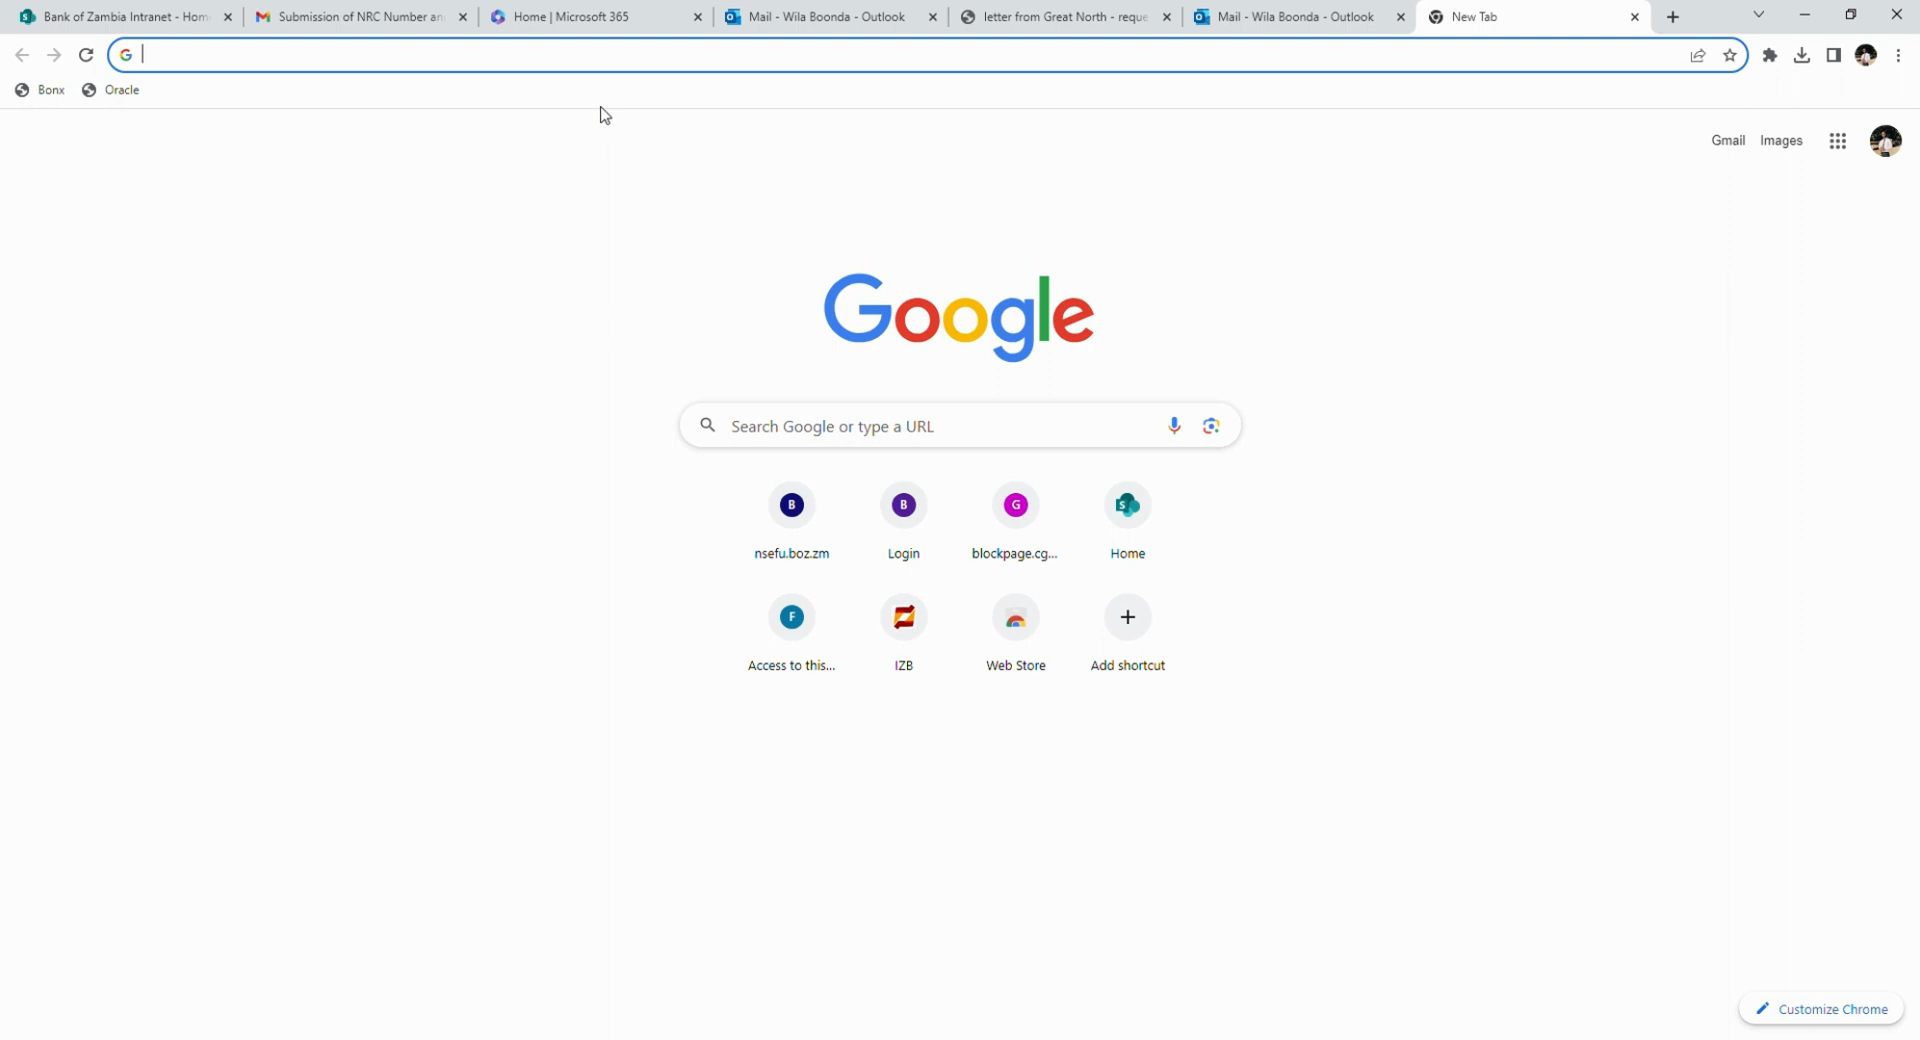 Bank of Zambia Intranet - Hom
Submission of NRC Number an
Home | Microsoft 365
Mail - Wila Boonda - Outlook
letter from Great North - reque
Mail - Wila Boonda - Outlook
New Tab
Bonx
Oracle
Gmail
Images
Google
Search Google or type a URL
B
B
G
S
nsefu.boz.zm
Login
blockpage.cg...
Home
F
Access to this...
IZB
Web Store
Add shortcut
Customize Chrome